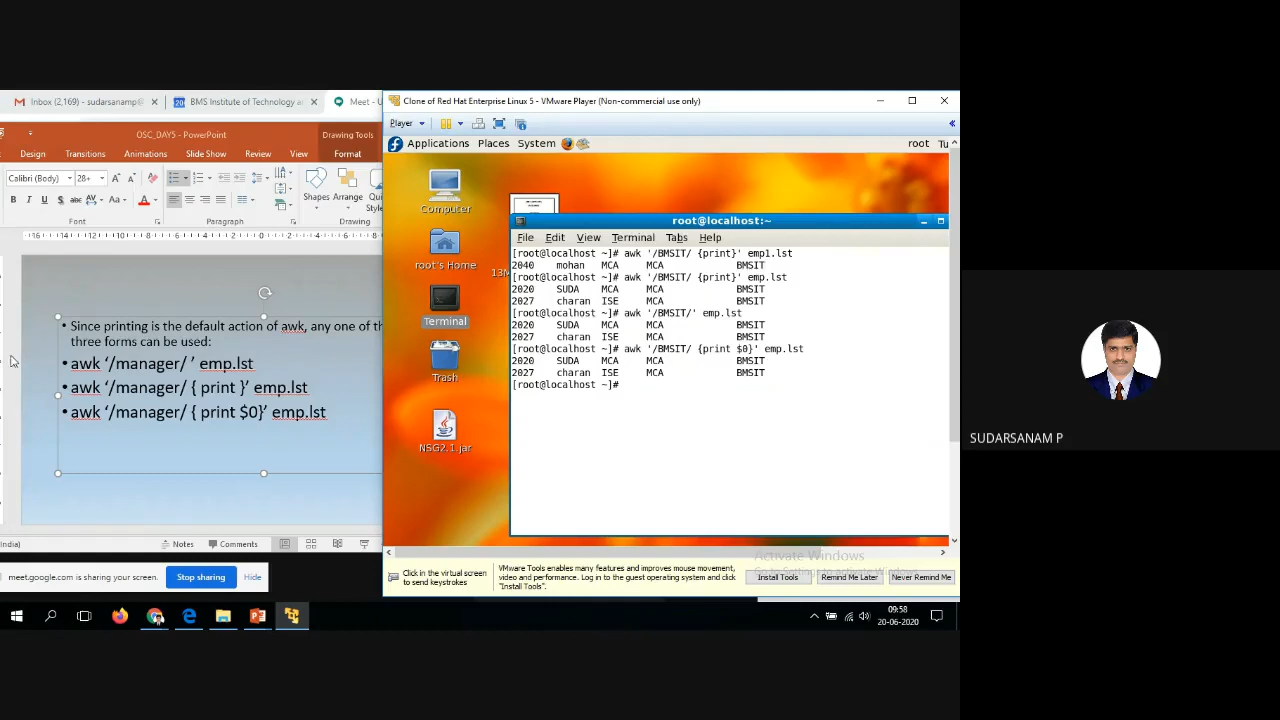 Inbox (2,169) - sudarsanamp@
BMS Institute of Technology a
Meet - U
OSC_DAY5 - PowerPoint
Drawing Tools
Design Transitions Animations Slide Show Review View Format
Calibri (Body) 28+
Shapes Arrange Quick
Styles
Font Paragraph Drawing
• Since printing is the default action of awk, any one of th
three forms can be used:
• awk ‘/manager/ ’ emp.lst
• awk ‘/manager/ { print }’ emp.lst
• awk ‘/manager/ { print $0}’ emp.lst
Notes Comments
meet.google.com is sharing your screen. Stop sharing Hide
Clone of Red Hat Enterprise Linux 5 - VMware Player (Non-commercial use only)
Player
Applications Places System root Tu
Computer
root's Home
Terminal
Trash
NSG2.1.jar
root@localhost:~
File Edit View Terminal Tabs Help
[root@localhost ~]# awk '/BMSIT/ {print}' emp1.lst
2040 mohan MCA MCA BMSIT
[root@localhost ~]# awk '/BMSIT/ {print}' emp.lst
2020 SUDA MCA MCA BMSIT
2027 charan ISE MCA BMSIT
[root@localhost ~]# awk '/BMSIT/' emp.lst
2020 SUDA MCA MCA BMSIT
2027 charan ISE MCA BMSIT
[root@localhost ~]# awk '/BMSIT/ {print $0}' emp.lst
2020 SUDA MCA MCA BMSIT
2027 charan ISE MCA BMSIT
[root@localhost ~]#
Activate Windows
Go to Settings to activate Windows.
Click in the virtual screen
to send keystrokes
VMware Tools enables many features and improves mouse movement,
video and performance. Log in to the guest operating system and click
"Install Tools".
Install Tools Remind Me Later Never Remind Me
09:58
20-06-2020
SUDARSANAM P